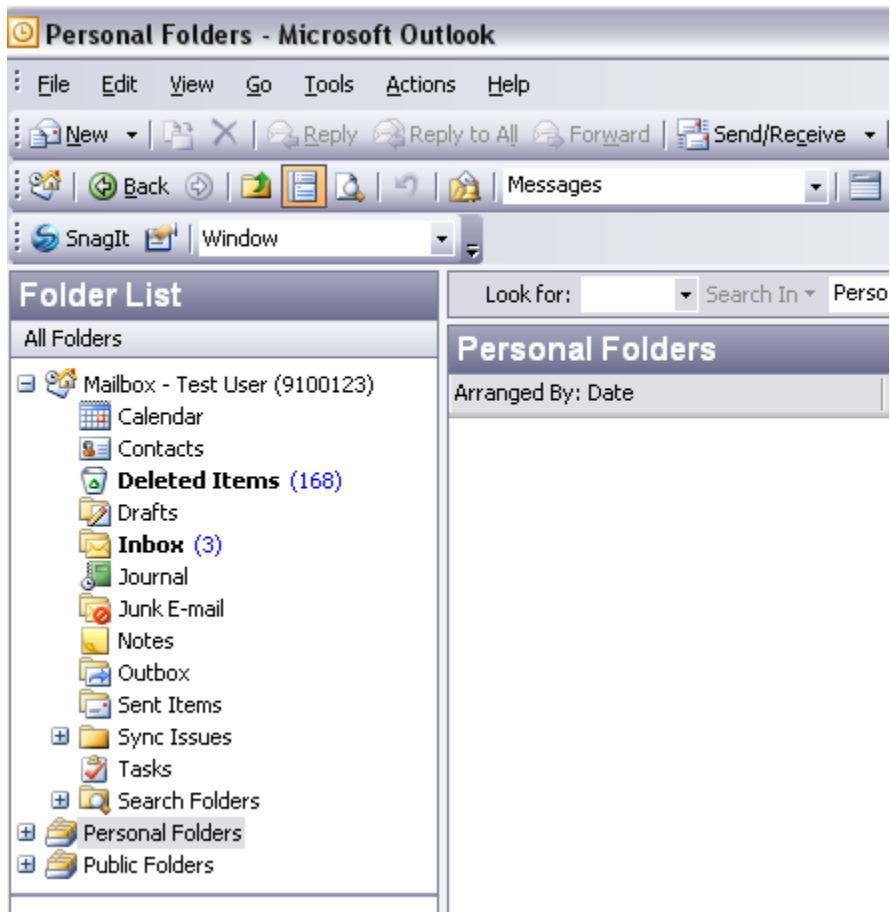 Personal Folders - Microsoft Outlook
File Edit View Go Tools Actions Help
New Reply Reply to All Forward Send/Receive
Back Messages
SnagIt Window
Folder List
Look for: Search In Perso
All Folders
Personal Folders
Mailbox - Test User (9100123)
Arranged By: Date
Calendar
Contacts
Deleted Items (168)
Drafts
Inbox (3)
Journal
Junk E-mail
Notes
Outbox
Sent Items
Sync Issues
Tasks
Search Folders
Personal Folders
Public Folders